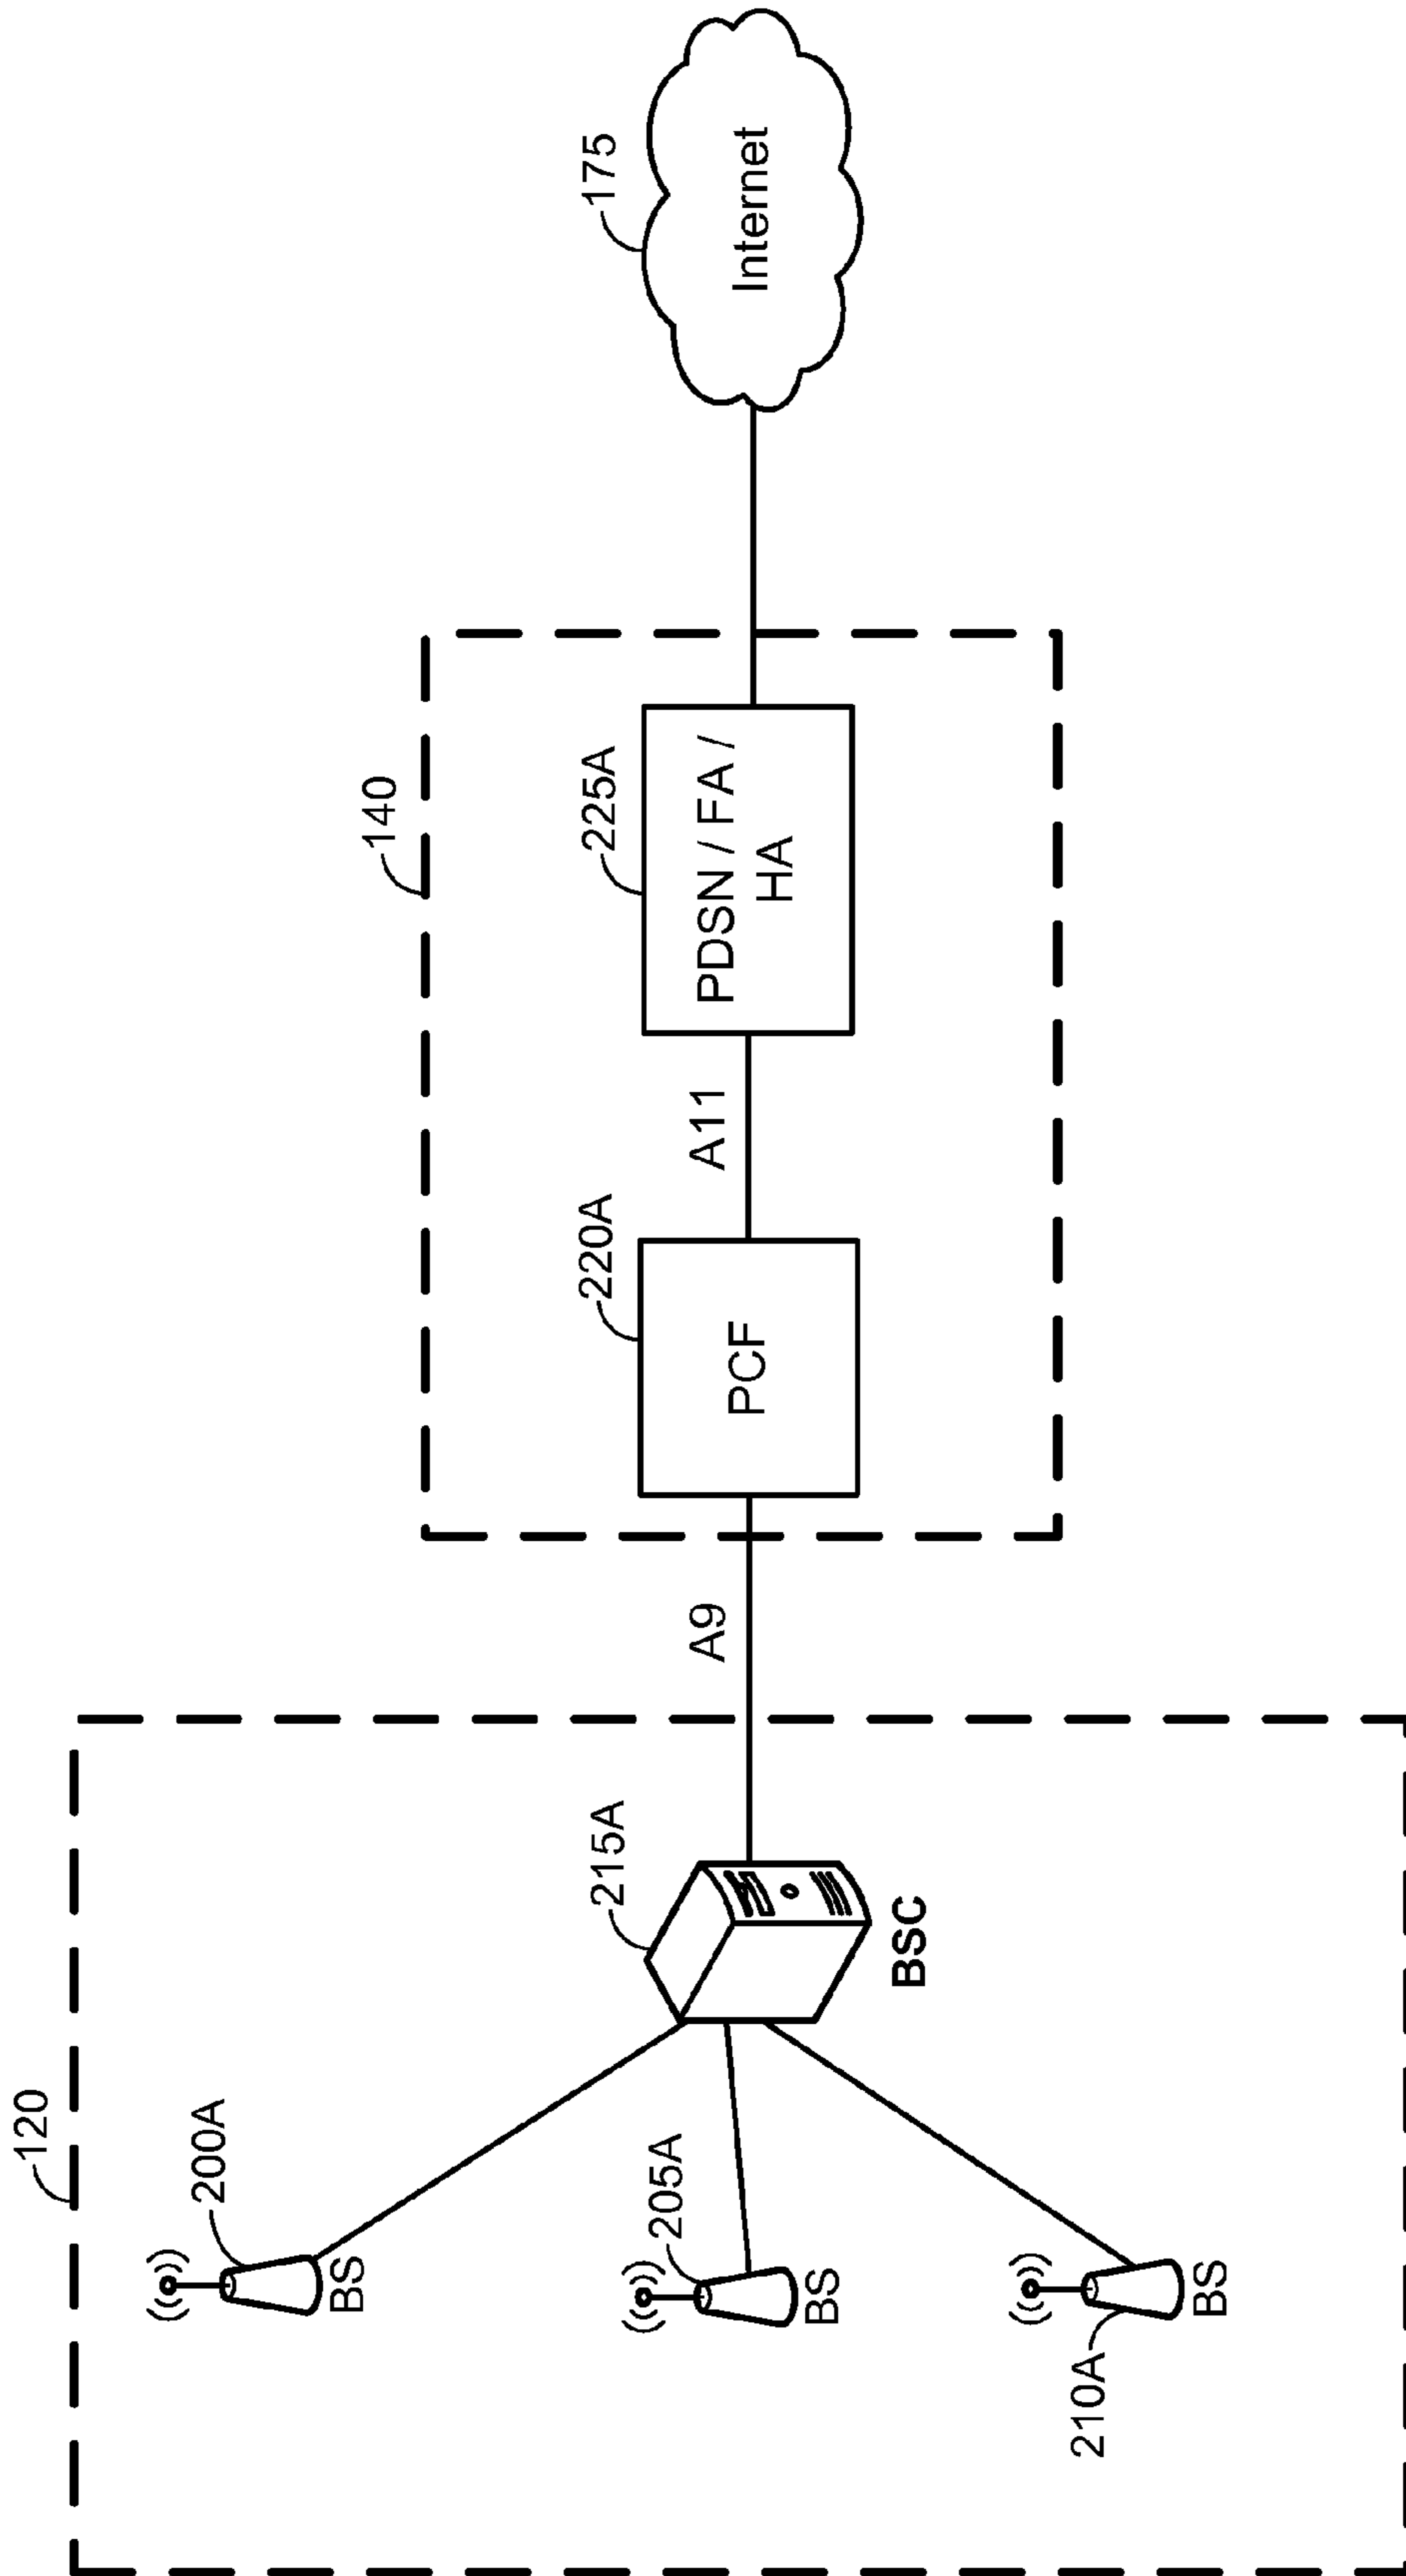 120
200A
BS
205A
BS
210A
BS
215A
BSC
A9
140
220A
PCF
A11
225A
PDSN / FA /
HA
175
Internet